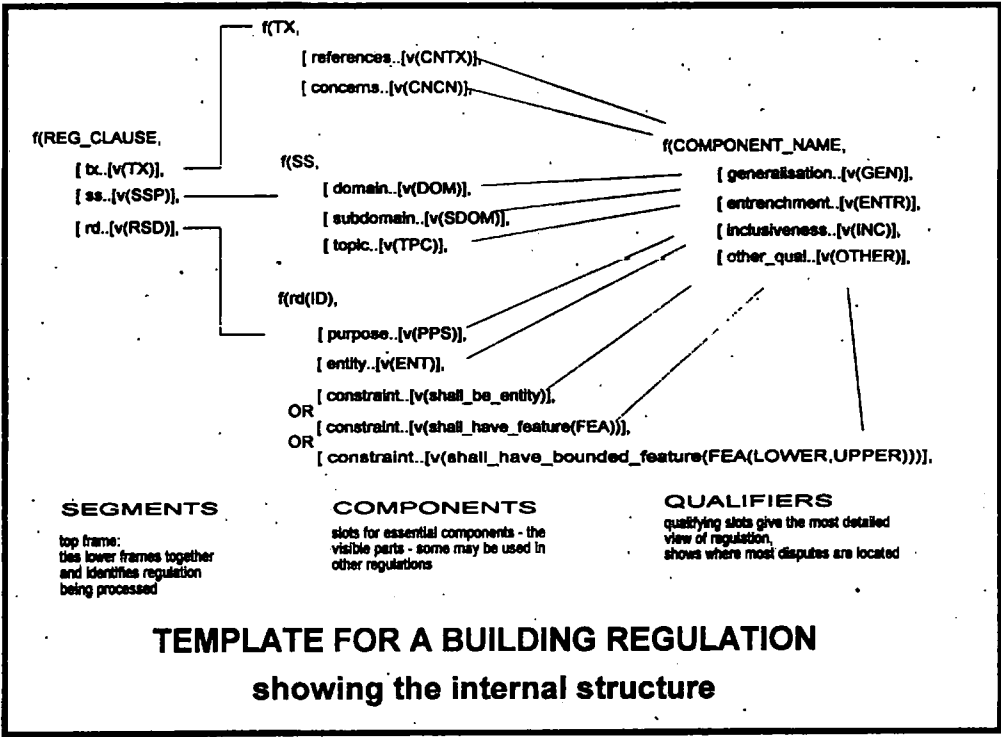 f(TX,
[ references..[v(CNTX)],
[ concerns..[v(CNCN)],
f(REG_CLAUSE,
[ tx..[v(TX)],
[ ss..[v(SSP)],
[ rd..[v(RSD)],
f(SS,
[ domain..[v(DOM)],
[ subdomain..[v(SDOM)],
[ topic..[v(TPC)],
f(rd(ID),
[ purpose..[v(PPS)],
[ entity..[v(ENT)],
[ constraint..[v(shall_be_entity)],
OR
[ constraint..[v(shall_have_feature(FEA))],
OR
[ constraint..[v(shall_have_bounded_feature(FEA(LOWER,UPPER)))],
f(COMPONENT_NAME,
[ generalisation..[v(GEN)],
[ entrenchment..[v(ENTR)],
[ inclusiveness..[v(INC)],
[ other_qual..[v(OTHER)],
SEGMENTS
top frame:
ties lower frames together
and identifies regulation
being processed
COMPONENTS
slots for essential components - the
visible parts - some may be used in
other regulations
QUALIFIERS
qualifying slots give the most detailed
view of regulation,
shows where most disputes are located
TEMPLATE FOR A BUILDING REGULATION
showing the internal structure